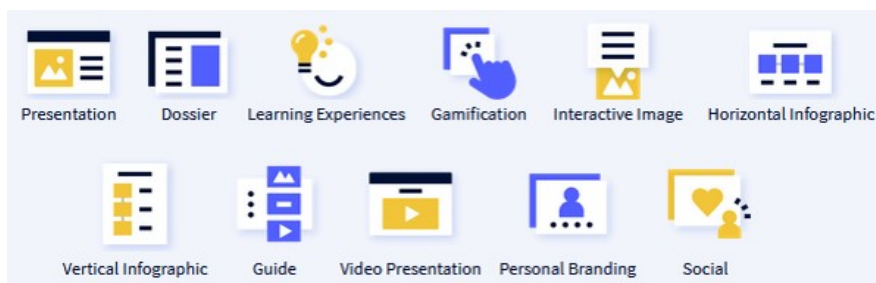 Presentation Dossier Learning Experiences Gamification Interactive Image Horizontal Infographic
Vertical Infographic Guide Video Presentation Personal Branding Social